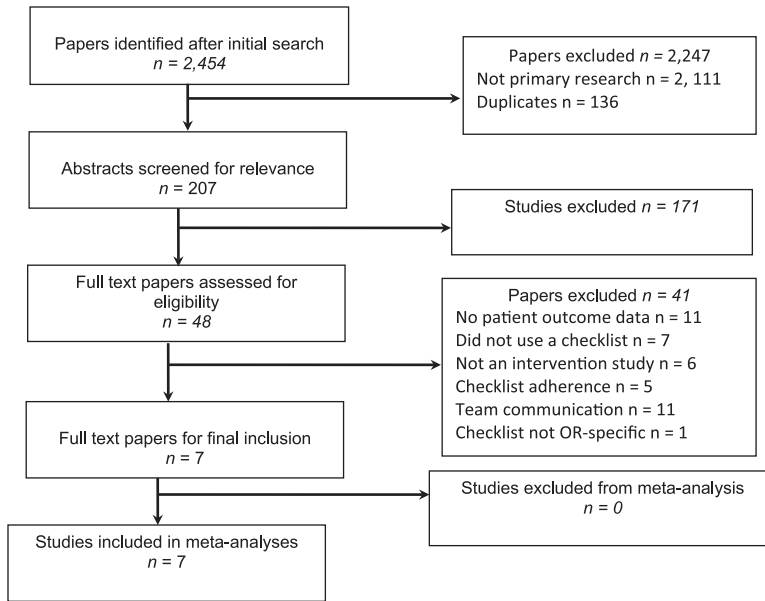 Papers identified after initial search
n = 2,454
Papers excluded n = 2,247
Not primary research n = 2, 111
Duplicates n = 136
Abstracts screened for relevance
n = 207
Studies excluded n = 171
Full text papers assessed for
eligibility
n = 48
Papers excluded n = 41
No patient outcome data n = 11
Did not use a checklist n = 7
Not an intervention study n = 6
Checklist adherence n = 5
Team communication n = 11
Checklist not OR-specific n = 1
Full text papers for final inclusion
n = 7
Studies excluded from meta-analysis
n = 0
Studies included in meta-analyses
n = 7